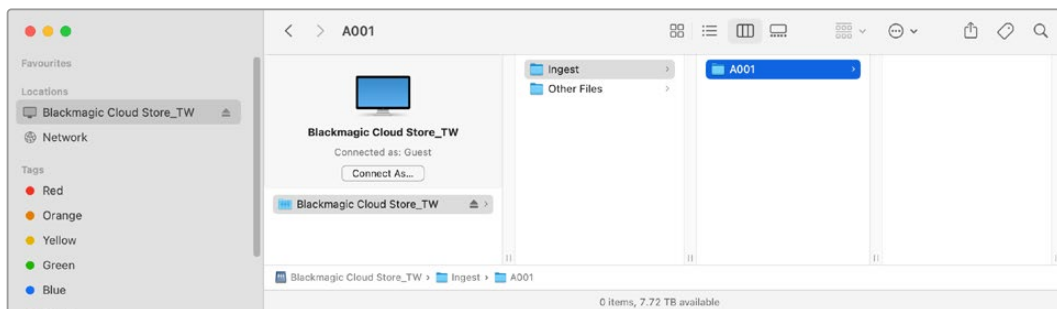 A001
Favourites
Locations
Blackmagic Cloud Store_TW
Network
Tags
Red
Orange
Yellow
Green
Blue
Blackmagic Cloud Store_TW
Connected as: Guest
Connect As...
Blackmagic Cloud Store_TW
Ingest
Other Files
A001
Blackmagic Cloud Store_TW › Ingest › A001
0 items, 7.72 TB available